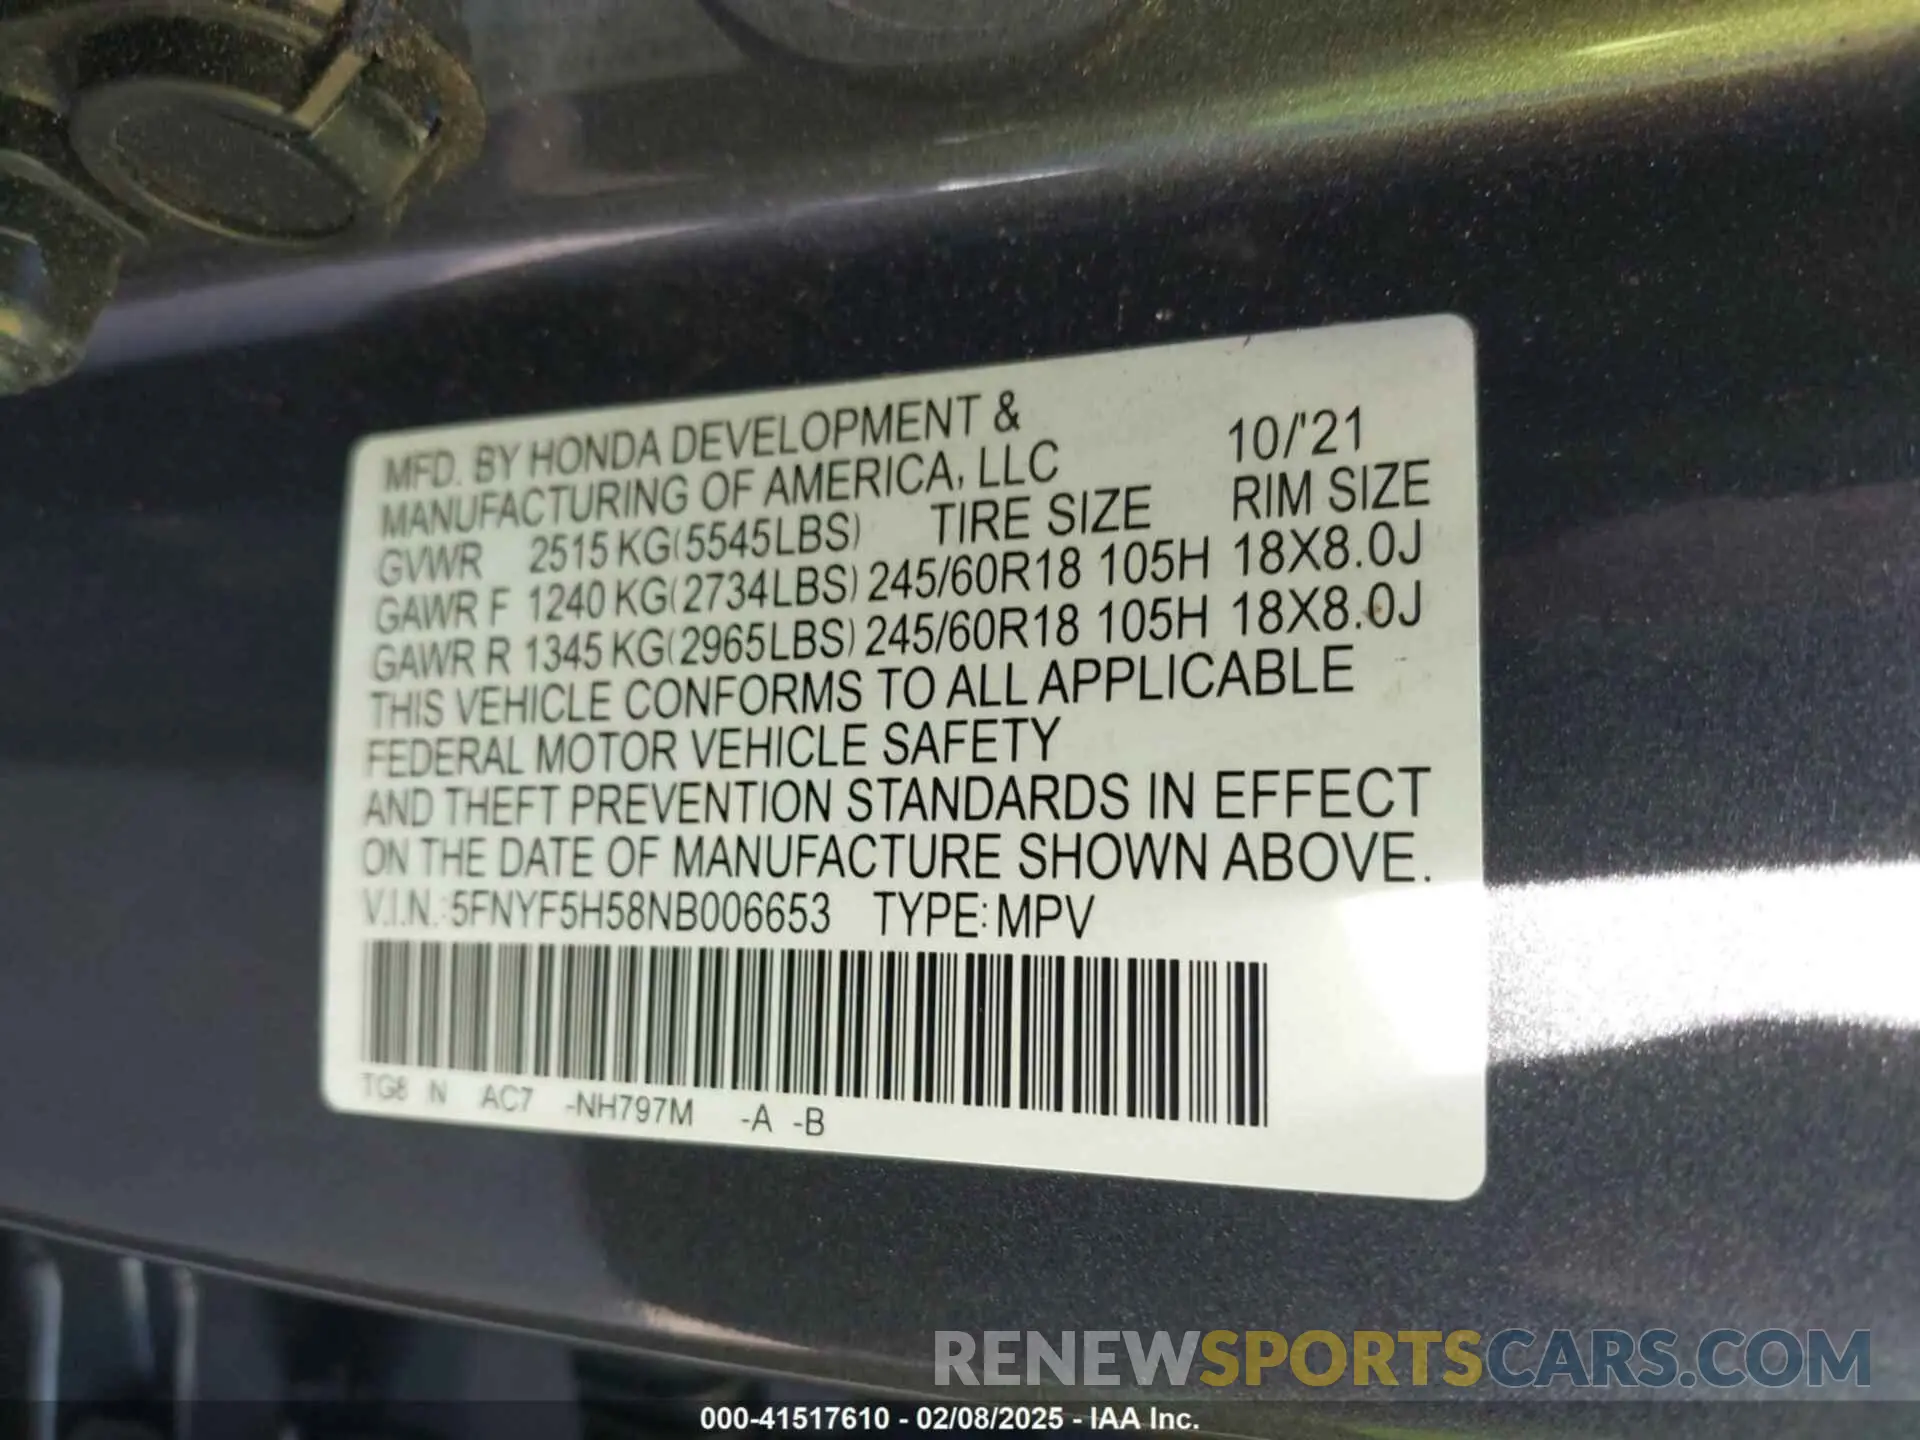 MFD. BY HONDA DEVELOPMENT & 10/'21
MANUFACTURING OF AMERICA, LLC
TIRE SIZE RIM SIZE
GVWR 2515 KG(5545LBS)
GAWR F 1240 KG(2734LBS) 245/60R18 105H 18X8.0J
GAWR R 1345 KG(2965LBS) 245/60R18 105H 18X8.0J
THIS VEHICLE CONFORMS TO ALL APPLICABLE
FEDERAL MOTOR VEHICLE SAFETY
AND THEFT PREVENTION STANDARDS IN EFFECT
ON THE DATE OF MANUFACTURE SHOWN ABOVE.
V.I.N.:5FNYF5H58NB006653 TYPE:MPV
TG8 N AC7 -NH797M -A -B
RENEWSPORTSCARS.COM
000-41517610 - 02/08/2025 - IAA Inc.